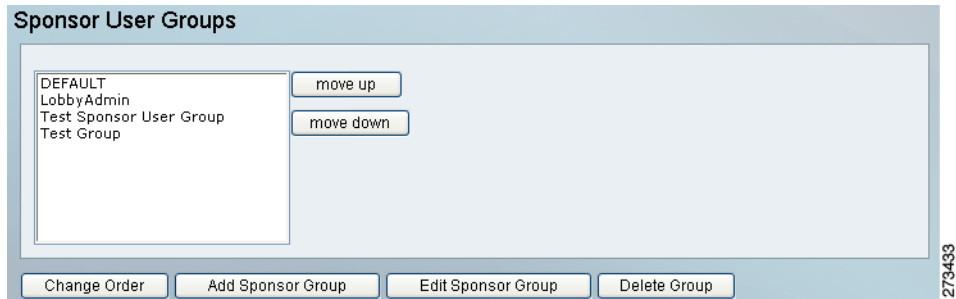 Sponsor User Groups
DEFAULT
LobbyAdmin
Test Sponsor User Group
Test Group
move up
move down
Change Order
Add Sponsor Group
Edit Sponsor Group
Delete Group
273433